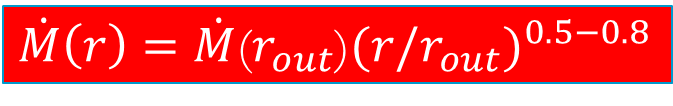 Ṁ(r) = Ṁ(r_out)(r/r_out)^0.5−0.8